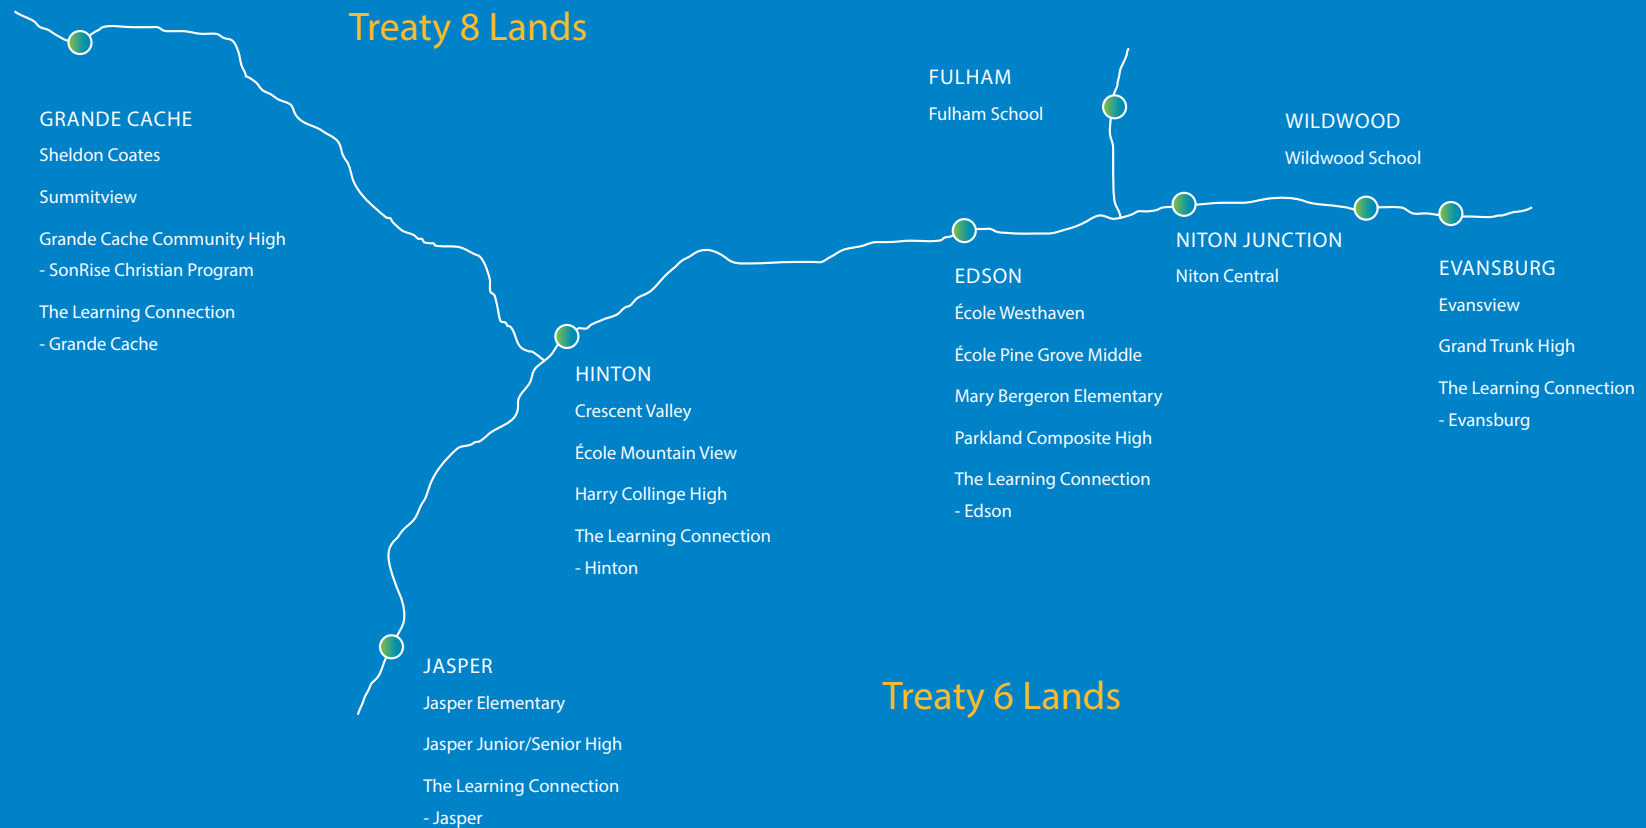 Treaty 8 Lands
GRANDE CACHE
Sheldon Coates
Summitview
Grande Cache Community High
- SonRise Christian Program
The Learning Connection
- Grande Cache
FULHAM
Fulham School
WILDWOOD
Wildwood School
NITON JUNCTION
Niton Central
EVANSBURG
Evansview
Grand Trunk High
The Learning Connection
- Evansburg
EDSON
École Westhaven
École Pine Grove Middle
Mary Bergeron Elementary
Parkland Composite High
The Learning Connection
- Edson
HINTON
Crescent Valley
École Mountain View
Harry Collinge High
The Learning Connection
- Hinton
JASPER
Jasper Elementary
Jasper Junior/Senior High
The Learning Connection
- Jasper
Treaty 6 Lands